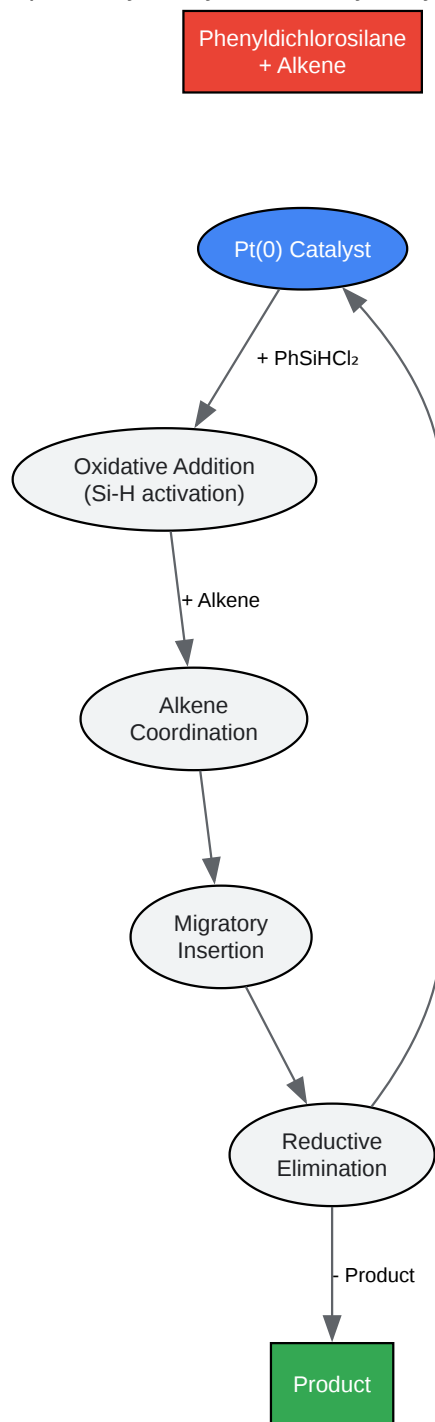 Phenyldichlorosilane
+ Alkene
Pt(0) Catalyst
+ PhSiHCl₂
Oxidative Addition
(Si-H activation)
+ Alkene
Alkene
Coordination
Migratory
Insertion
Reductive
Elimination
- Product
Product